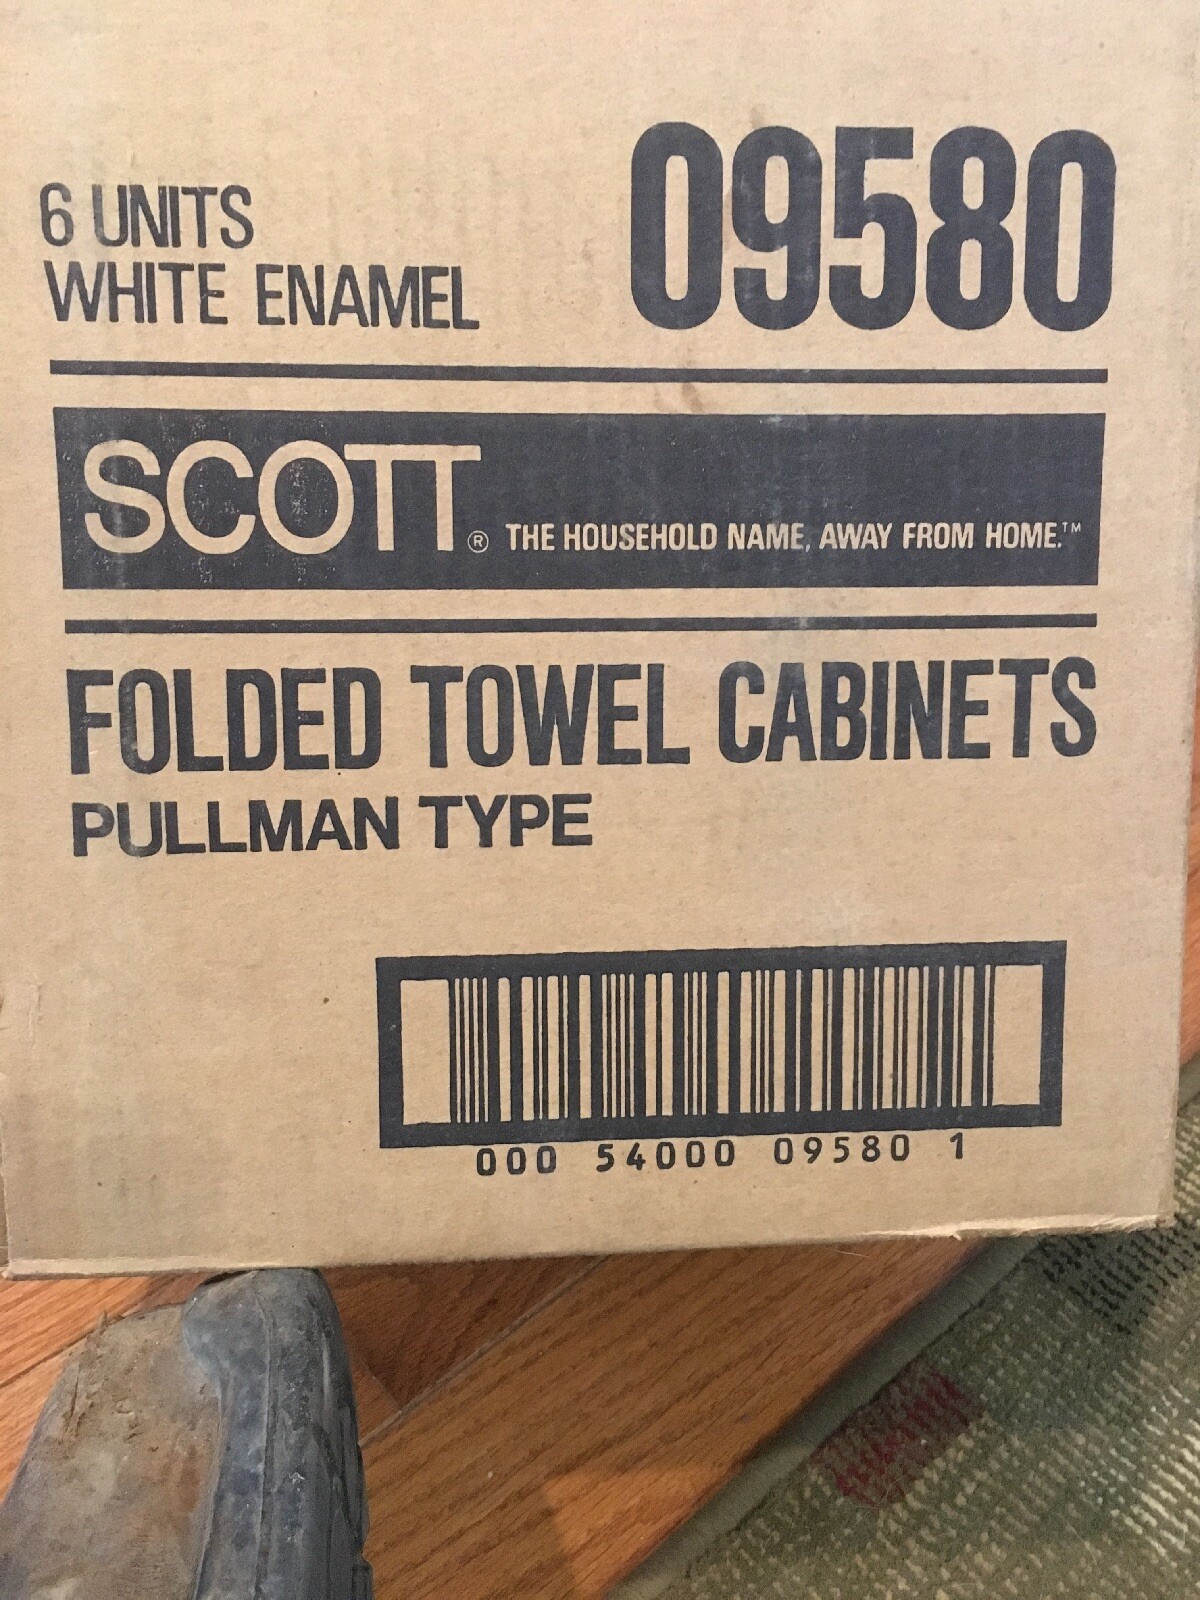 09580
6 UNITS
WHITE ENAMEL
SCOTT® THE HOUSEHOLD NAME, AWAY FROM HOME.™
FOLDED TOWEL CABINETS
PULLMAN TYPE
000 54000 09580 1